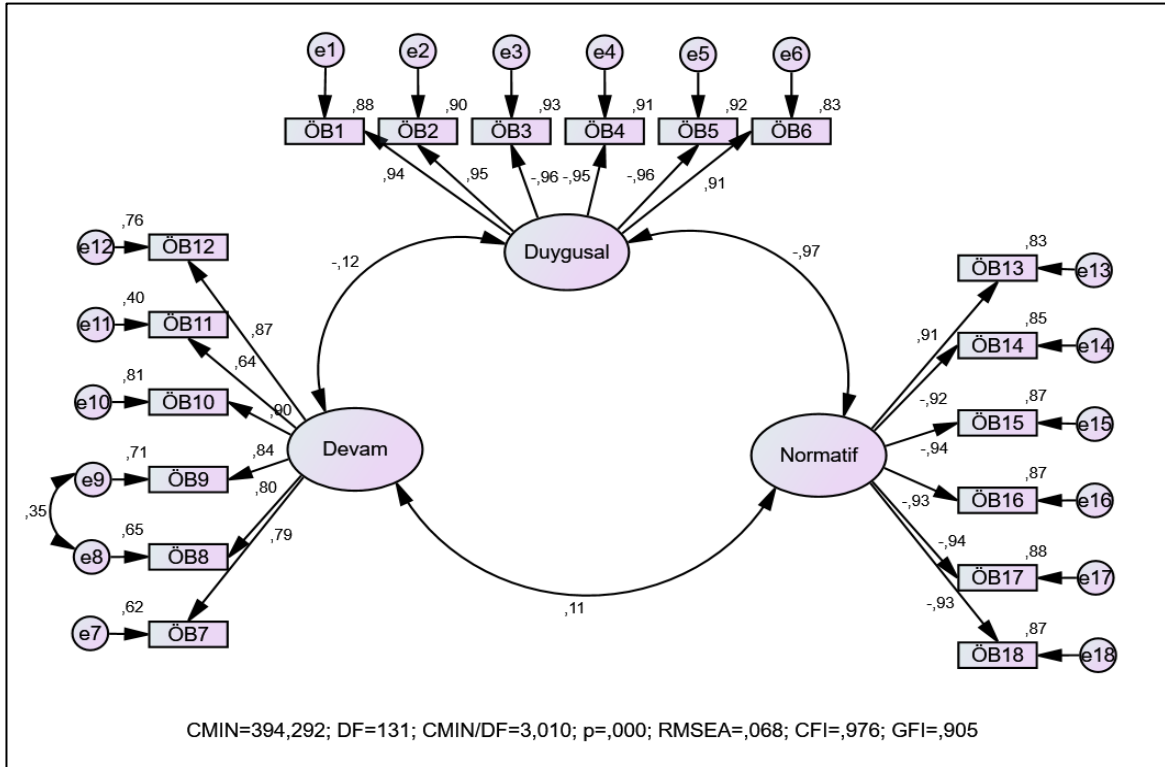 e1 e2 e3 e4 e5 e6
,88 ,90 ,93 ,91 ,92 ,83
ÖB1 ÖB2 ÖB3 ÖB4 ÖB5 ÖB6
,94 ,95 -,96 -,95 -,96 ,91
Duygusal
-,12 -,97
,76
e12 ÖB12
,87
,40
e11 ÖB11
,64
,81
e10 ÖB10
,90
Devam
,71
e9 ÖB9
,84
,35
,65
e8 ÖB8
,80
,62
e7 ÖB7
,79
,11
Normatif
,83
ÖB13 e13
,91
,85
ÖB14 e14
-,92
,87
ÖB15 e15
-,94
,87
ÖB16 e16
-,93
,88
ÖB17 e17
-,94
,87
ÖB18 e18
-,93
CMIN=394,292; DF=131; CMIN/DF=3,010; p=,000; RMSEA=,068; CFI=,976; GFI=,905